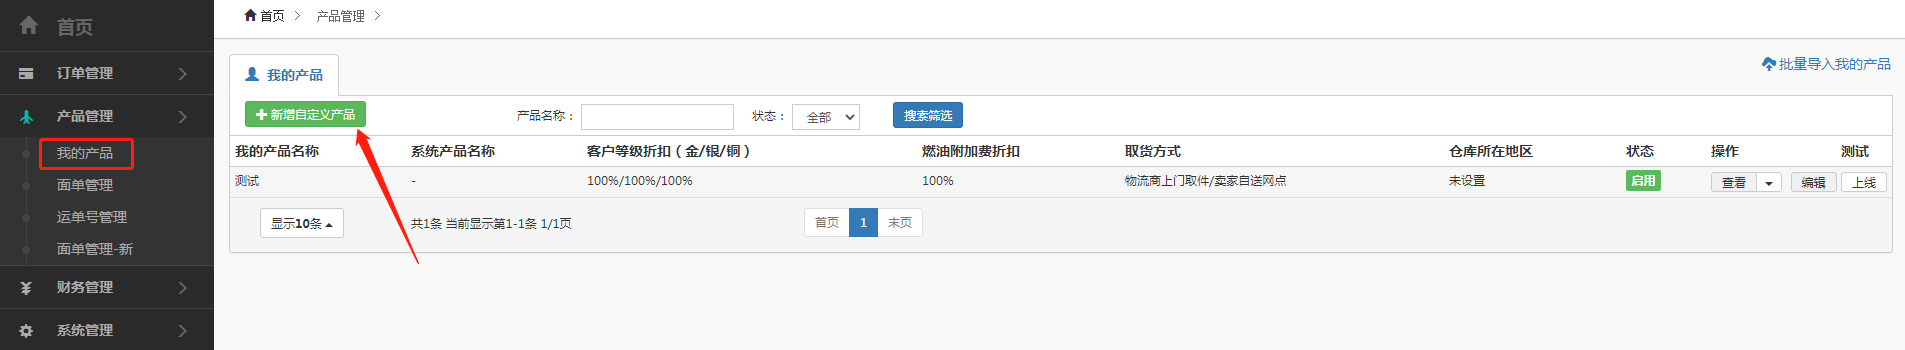 首页
订单管理
产品管理
我的产品
面单管理
运单号管理
面单管理-新
财务管理
系统管理
首页 > 产品管理 >
我的产品
批量导入我的产品
新增自定义产品 产品名称： 状态： 全部 搜索筛选
我的产品名称 系统产品名称 客户等级折扣（金/银/铜） 燃油附加费折扣 取货方式 仓库所在地区 状态 操作 测试
测试 - 100%/100%/100% 100% 物流商上门取件/卖家自送网点 未设置 启用 查看 编辑 上线
显示10条 共1条 当前显示第1-1条 1/1页 首页 1 末页